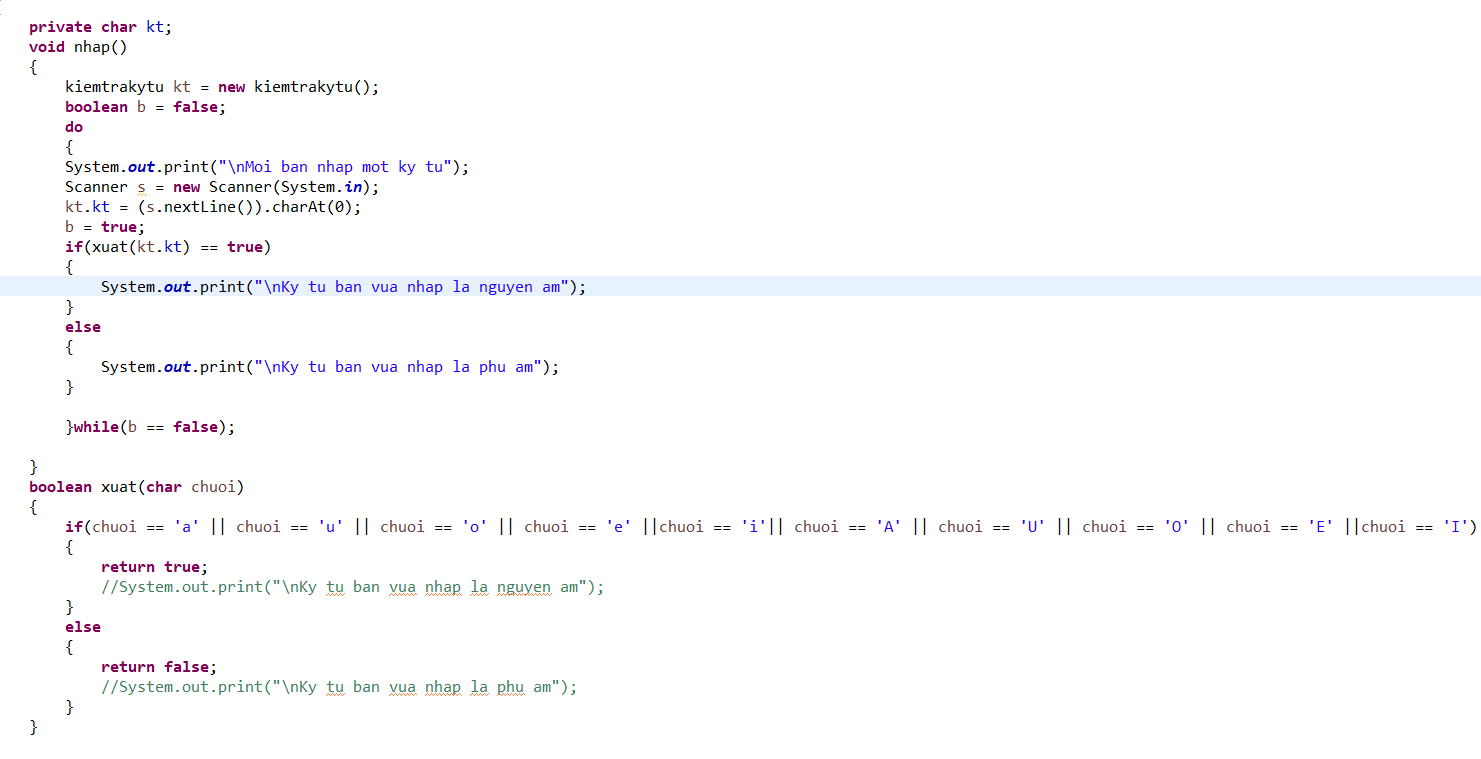 private char kt;
void nhap()
{
    kiemtrakytu kt = new kiemtrakytu();
    boolean b = false;
    do
    {
    System.out.print("\nMoi ban nhap mot ky tu");
    Scanner s = new Scanner(System.in);
    kt.kt = (s.nextLine()).charAt(0);
    b = true;
    if(xuat(kt.kt) == true)
    {
        System.out.print("\nKy tu ban vua nhap la nguyen am");
    }
    else
    {
        System.out.print("\nKy tu ban vua nhap la phu am");
    }
    }while(b == false);
}
boolean xuat(char chuoi)
{
    if(chuoi == 'a' || chuoi == 'u' || chuoi == 'o' || chuoi == 'e' ||chuoi == 'i'|| chuoi == 'A' || chuoi == 'U' || chuoi == 'O' || chuoi == 'E' ||chuoi == 'I')
    {
        return true;
        //System.out.print("\nKy tu ban vua nhap la nguyen am");
    }
    else
    {
        return false;
        //System.out.print("\nKy tu ban vua nhap la phu am");
    }
}